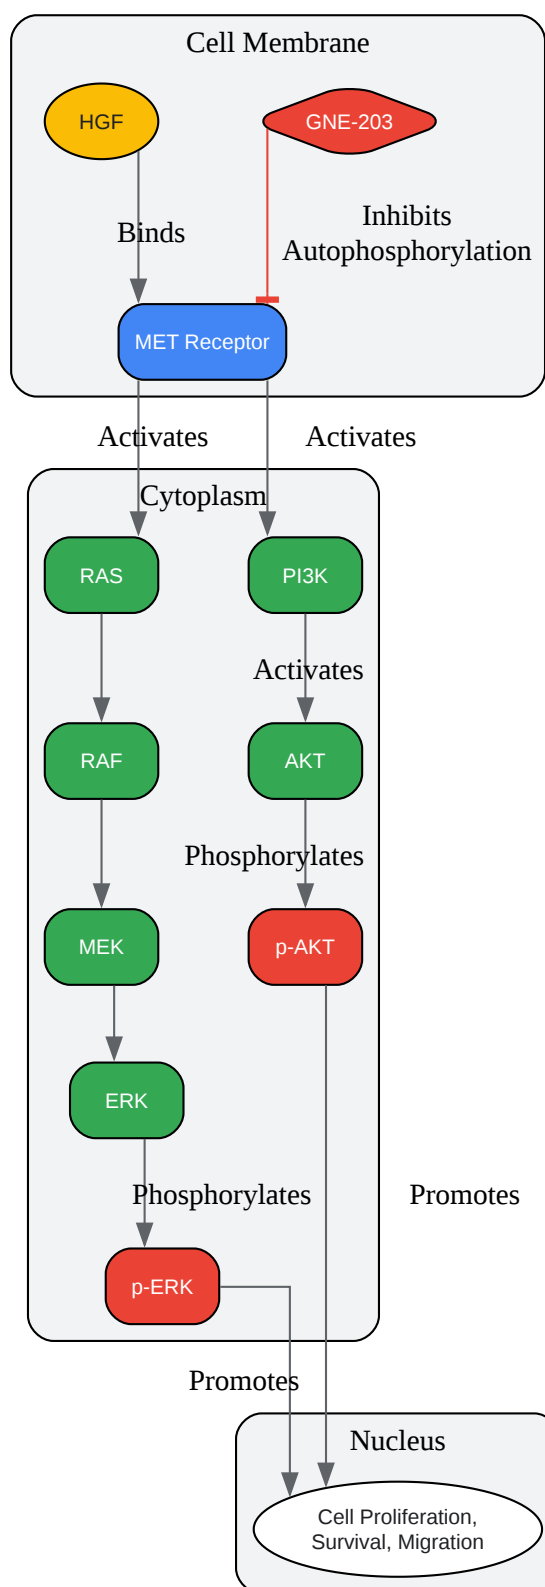 Cell Membrane
HGF
GNE-203
Binds
Inhibits
Autophosphorylation
MET Receptor
Activates
Activates
Cytoplasm
RAS
PI3K
Activates
RAF
AKT
Phosphorylates
MEK
p-AKT
ERK
Phosphorylates
Promotes
p-ERK
Promotes
Nucleus
Cell Proliferation,
Survival, Migration